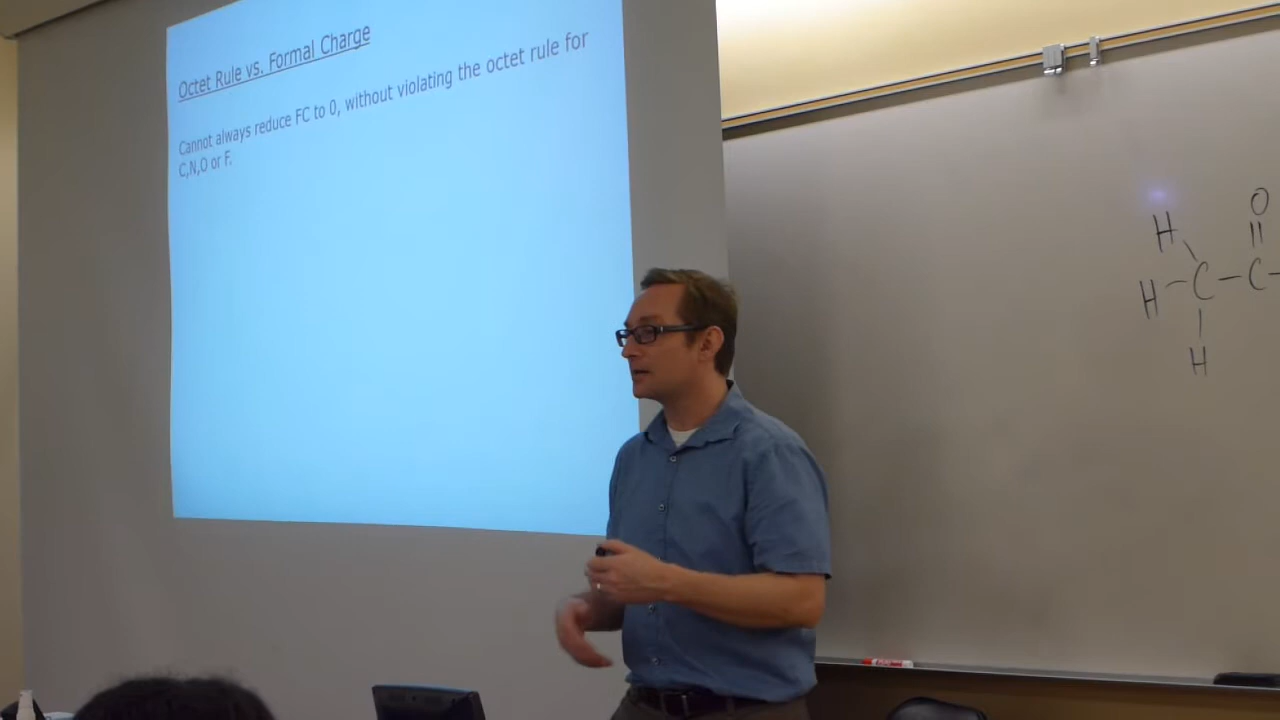 Octet Rule vs. Formal Charge
Cannot always reduce FC to 0, without violating the octet rule for
C,N,O or F.
H O
||
H - C - C -
|
H